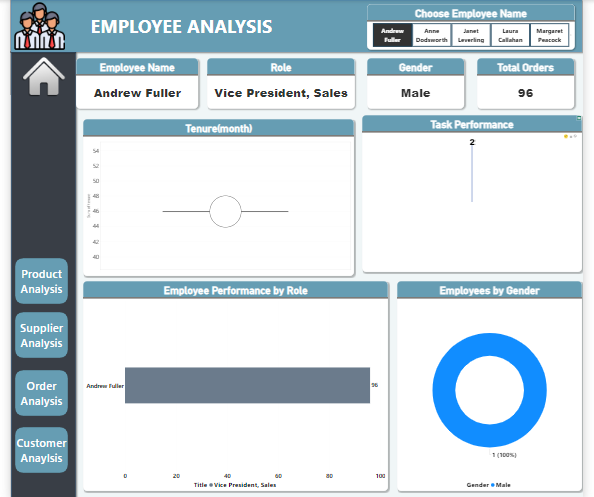 EMPLOYEE ANALYSIS
Choose Employee Name
Andrew Fuller
Anne Dodsworth
Janet Leverling
Laura Callahan
Margaret Peacock
Employee Name
Andrew Fuller
Role
Vice President, Sales
Gender
Male
Total Orders
96
Tenure(month)
54
52
50
48
46
44
42
40
Task Performance
2
Product
Analysis
Supplier
Analysis
Order
Analysis
Customer
Anaylsis
Employee Performance by Role
Andrew Fuller
96
0 20 40 60 80 100
Title Vice President, Sales
Employees by Gender
1 (100%)
Gender Male